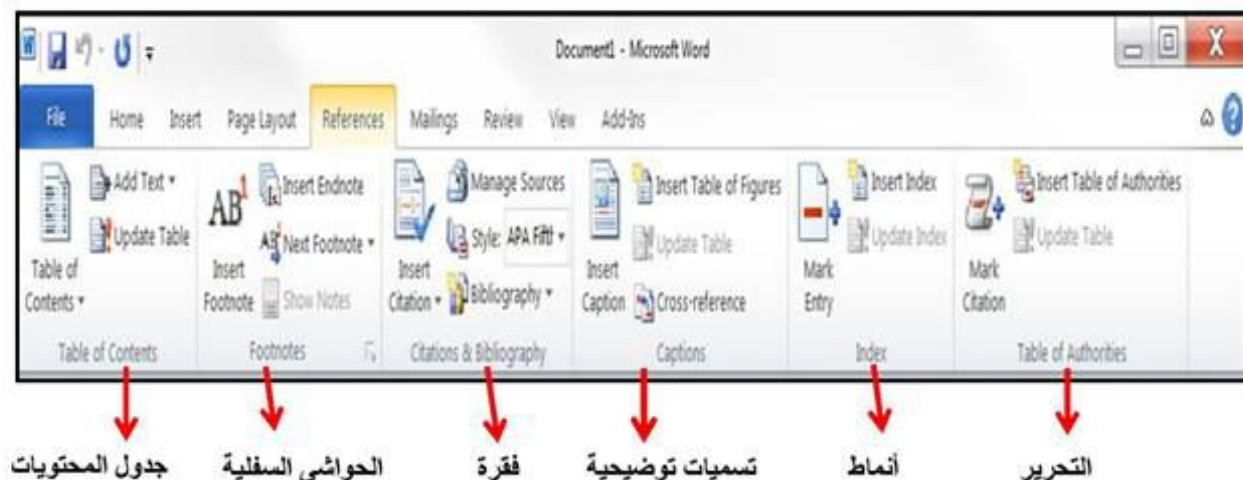 Document1 - Microsoft Word
File Home Insert Page Layout References Mailings Review View Add-Ins
Add Text Insert Endnote Manage Sources Insert Table of Figures Insert Index Insert Table of Authorities
AB1 Next Footnote Style: APA Fift
Update Table Update Table Update Index Update Table
Table of Contents Insert Footnote Show Notes Insert Citation Bibliography Insert Caption Cross-reference Mark Entry Mark Citation
Table of Contents Footnotes Citations & Bibliography Captions Index Table of Authorities
التحرير أنماط تسميات توضيحية فقرة الحواشي السفلية جدول المحتويات